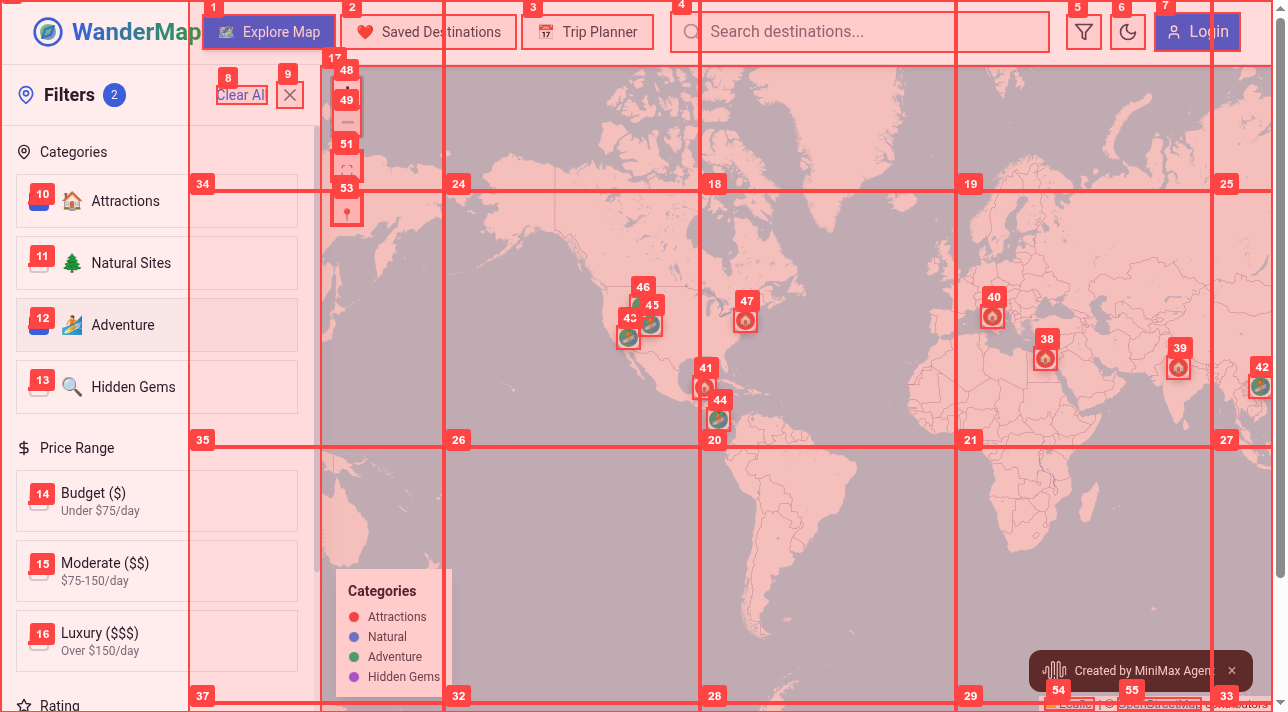 1 2 3 4 5 6 7
WanderMap Explore Map Saved Destinations Trip Planner Search destinations... Login
8 9 17 48
Filters 2 Clear All
49
51
Categories
34 53 24 18 19 25
10 Attractions
11 Natural Sites
12 Adventure
13 Hidden Gems
46 45 47 40
43 38 39
41 42
44
35 26 20 21 27
Price Range
14 Budget ($)
Under $75/day
15 Moderate ($$)
$75-150/day
16 Luxury ($$$)
Over $150/day
Categories
Attractions
Natural
Adventure
Hidden Gems
Created by MiniMax Agent ×
37 32 28 29 54 55 33
Rating
Leaflet | © OpenStreetMap contributors